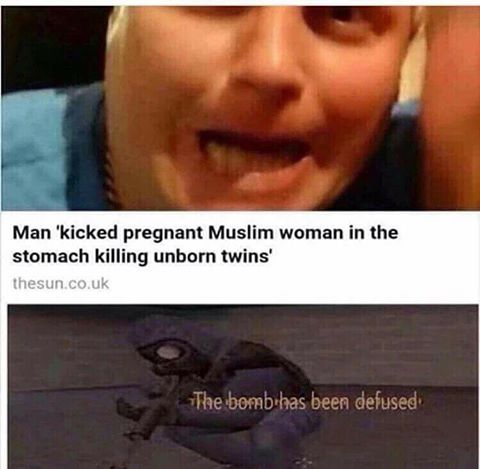 Man 'kicked pregnant Muslim woman in the
stomach killing unborn twins'
thesun.co.uk
The bomb has been defused